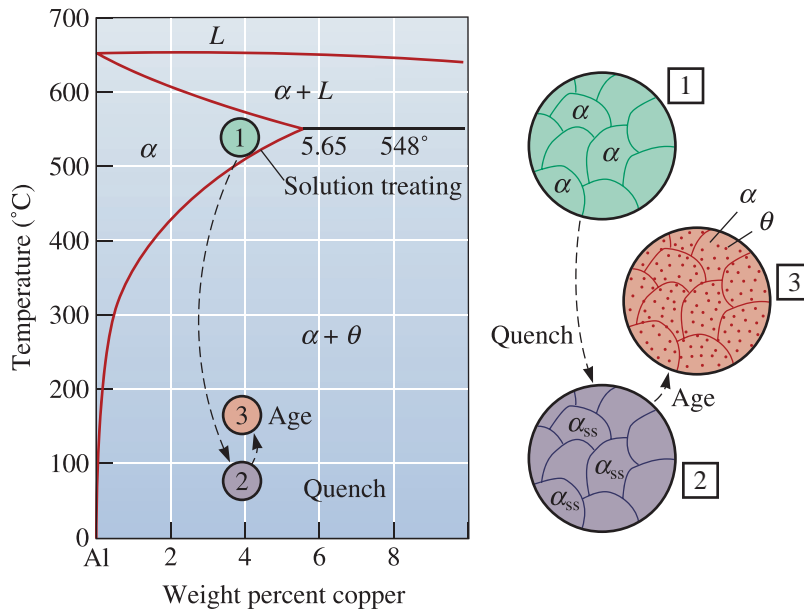 700
600
500
400
300
200
100
0
Temperature (°C)
L
α + L
α
1
5.65 548°
Solution treating
α + θ
3 Age
2
Quench
Al 2 4 6 8
Weight percent copper
1
α
α
α
α
θ
3
Quench
Age
αss
αss
αss
2